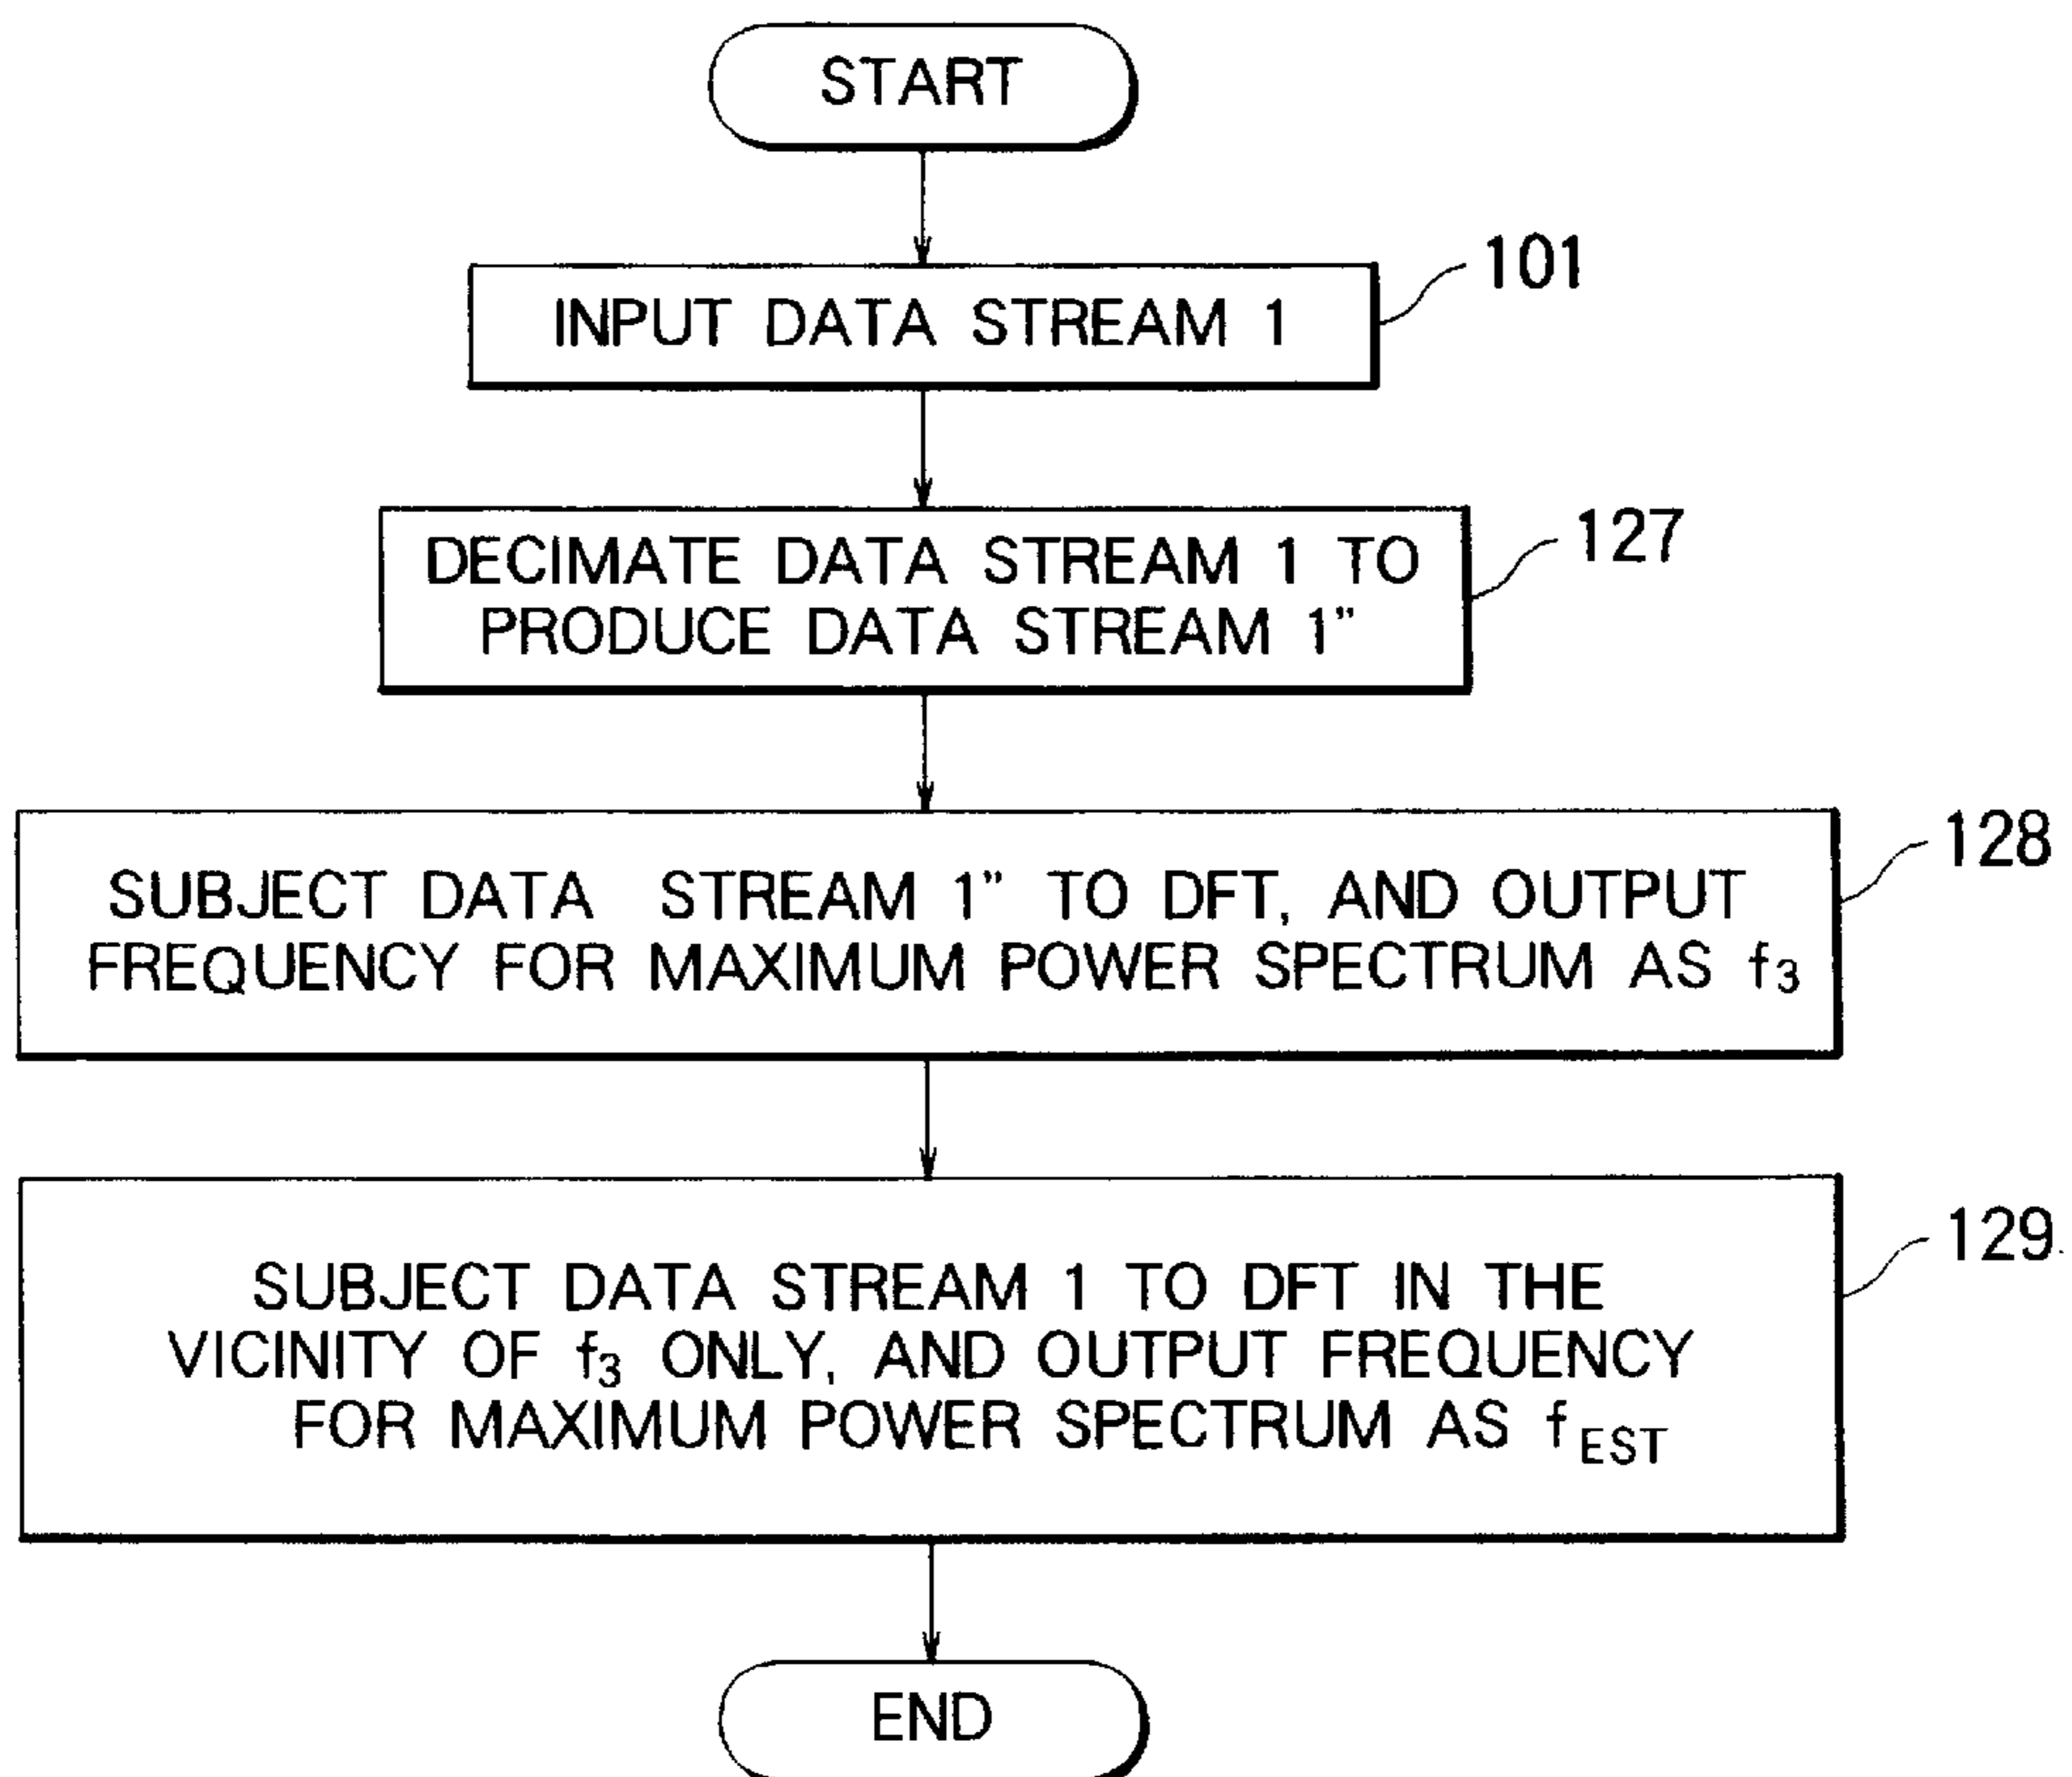 START
INPUT DATA STREAM 1
101
DECIMATE DATA STREAM 1 TO
PRODUCE DATA STREAM 1”
127
SUBJECT DATA STREAM 1” TO DFT, AND OUTPUT
FREQUENCY FOR MAXIMUM POWER SPECTRUM AS f3
128
SUBJECT DATA STREAM 1 TO DFT IN THE
VICINITY OF f3 ONLY, AND OUTPUT FREQUENCY
FOR MAXIMUM POWER SPECTRUM AS fEST
129
END